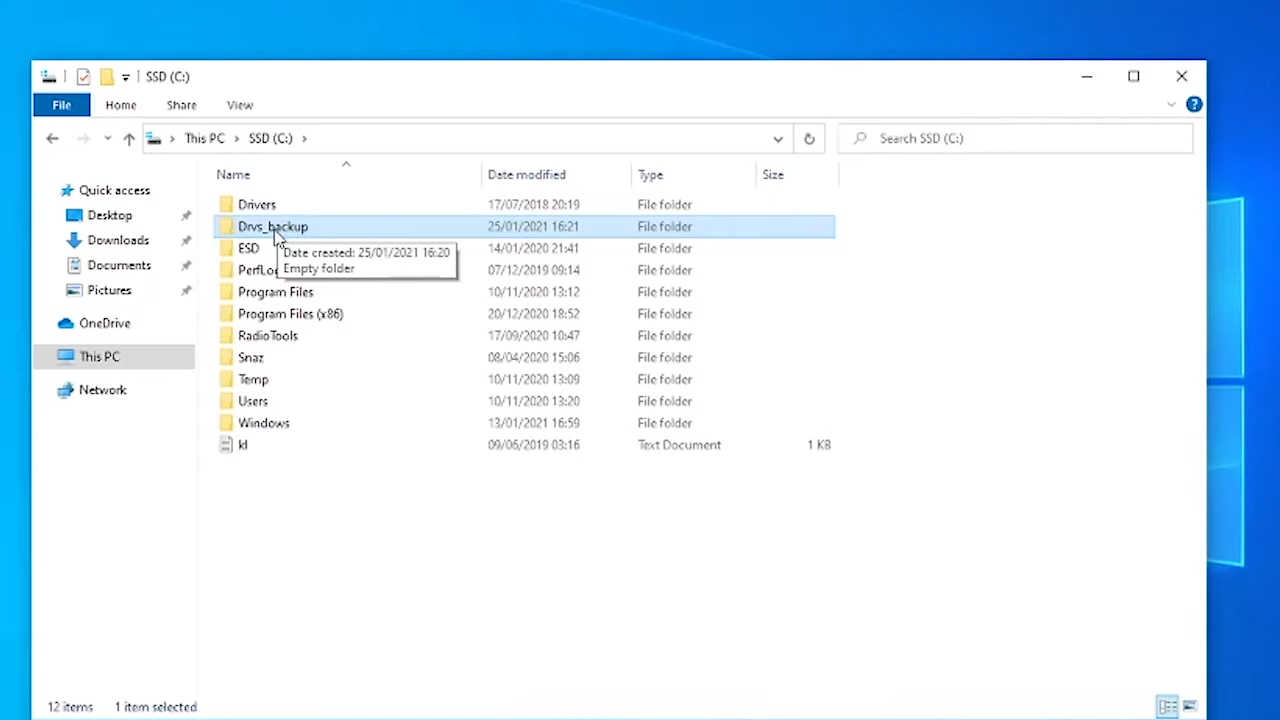 SSD (C:)
File Home Share View
This PC SSD (C:) Search SSD (C:)
Name Date modified Type Size
Quick access
Desktop
Downloads
Documents
Pictures
OneDrive
This PC
Network
Drivers 17/07/2018 20:19 File folder
Drvs_backup 25/01/2021 16:21 File folder
ESD 14/01/2020 21:41 File folder
Date created: 25/01/2021 16:20
Empty folder
PerfLo 07/12/2019 09:14 File folder
Program Files 10/11/2020 13:12 File folder
Program Files (x86) 20/12/2020 18:52 File folder
RadioTools 17/09/2020 10:47 File folder
Snaz 08/04/2020 15:06 File folder
Temp 10/11/2020 13:09 File folder
Users 10/11/2020 13:20 File folder
Windows 13/01/2021 16:59 File folder
kl 09/06/2019 03:16 Text Document 1 KB
12 items 1 item selected